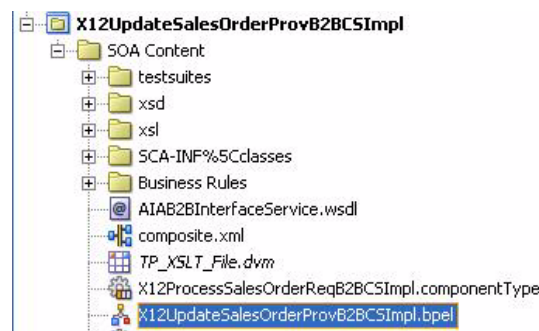 X12UpdateSalesOrderProvB2BCSImpl
SOA Content
testsuites
xsd
xsl
SCA-INF%5Cclasses
Business Rules
AIAB2BInterfaceService.wsdl
composite.xml
TP_XSLT_File.dvm
X12ProcessSalesOrderReqB2BCSImpl.componentType
X12UpdateSalesOrderProvB2BCSImpl.bpel